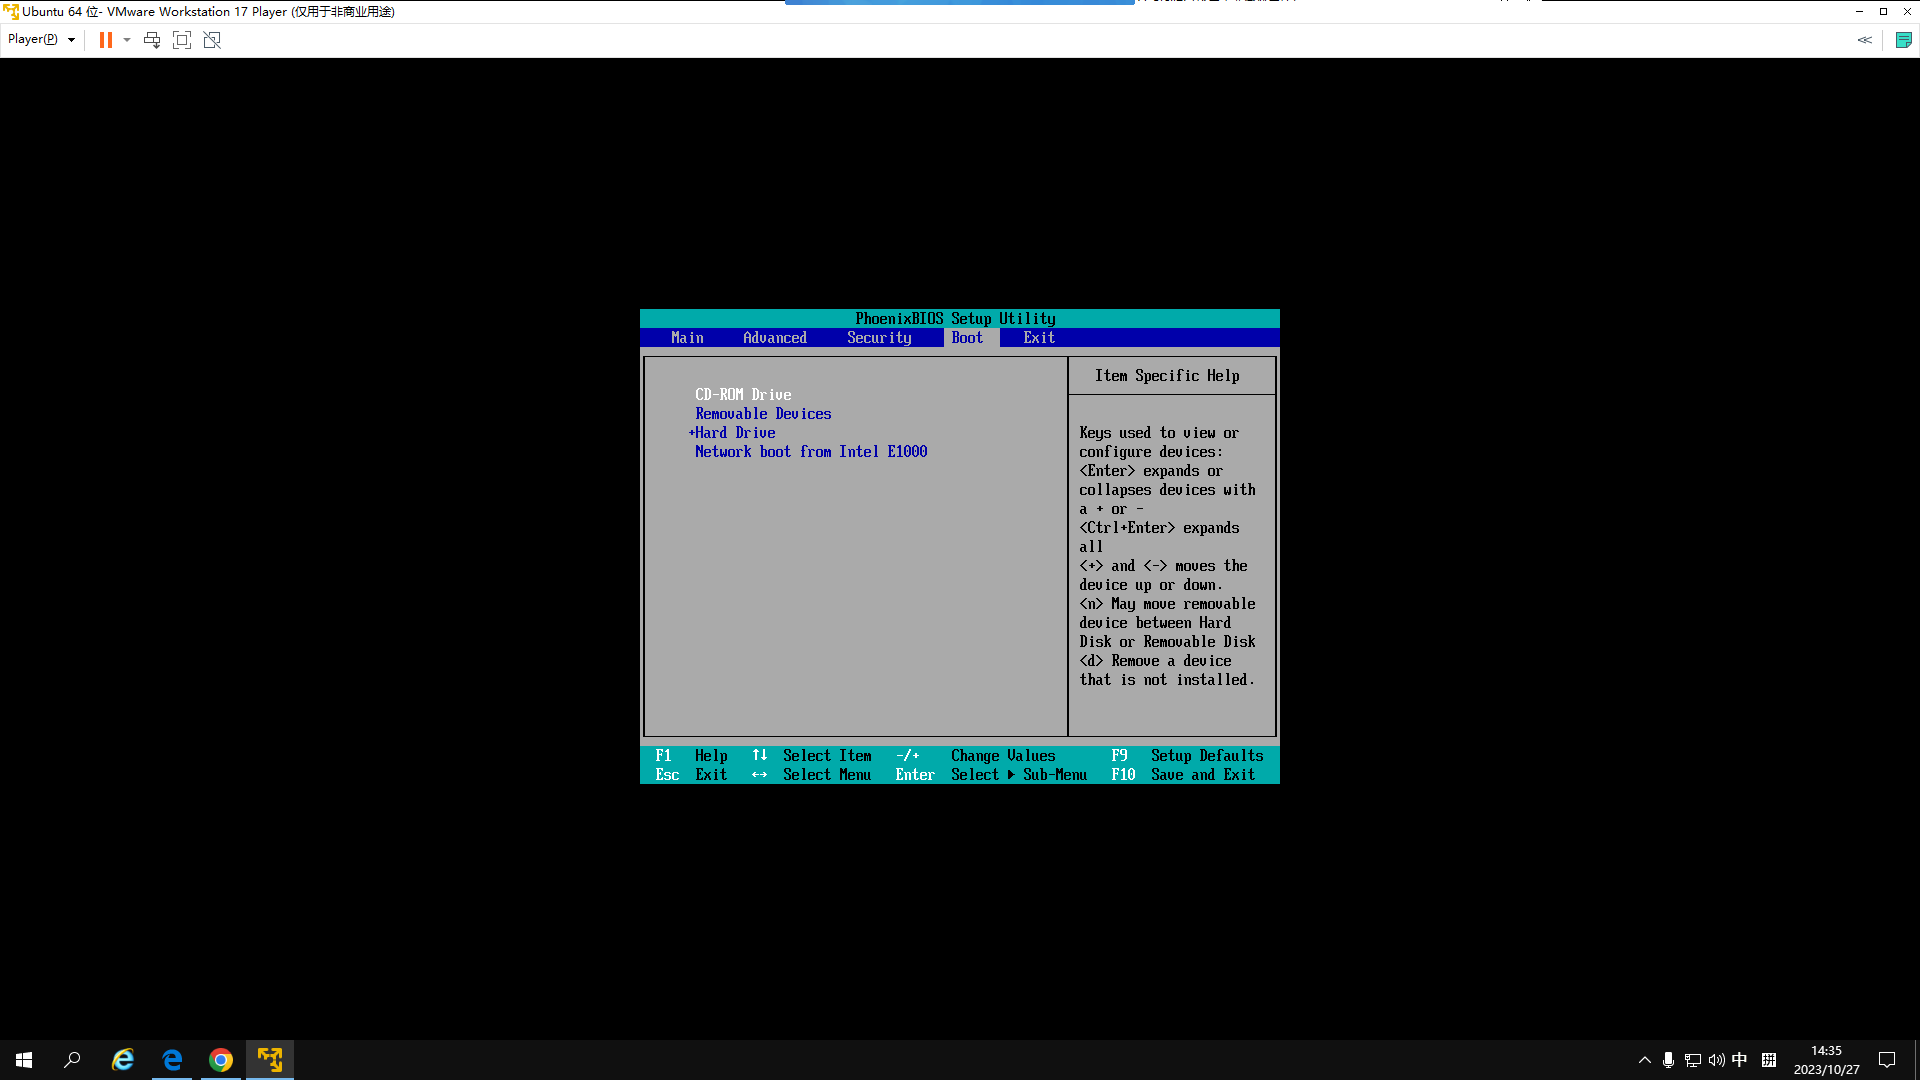 Ubuntu 64 位- VMware Workstation 17 Player (仅用于非商业用途)
Player(P)
PhoenixBIOS Setup Utility
Main Advanced Security Boot Exit
CD-ROM Drive
Removable Devices
+Hard Drive
Network boot from Intel E1000
Item Specific Help
Keys used to view or
configure devices:
<Enter> expands or
collapses devices with
a + or -
<Ctrl+Enter> expands
all
<+> and <-> moves the
device up or down.
<n> May move removable
device between Hard
Disk or Removable Disk
<d> Remove a device
that is not installed.
F1 Help ↑↓ Select Item -/+ Change Values F9 Setup Defaults
Esc Exit ↔ Select Menu Enter Select ▶ Sub-Menu F10 Save and Exit
中
14:35
2023/10/27